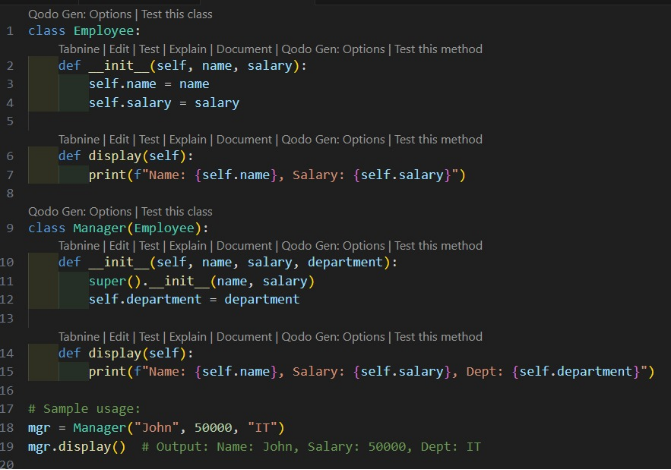 Qodo Gen: Options | Test this class
1 class Employee:
Tabnine | Edit | Test | Explain | Document | Qodo Gen: Options | Test this method
2     def __init__(self, name, salary):
3         self.name = name
4         self.salary = salary
5
Tabnine | Edit | Test | Explain | Document | Qodo Gen: Options | Test this method
6     def display(self):
7         print(f"Name: {self.name}, Salary: {self.salary}")
8
Qodo Gen: Options | Test this class
9 class Manager(Employee):
Tabnine | Edit | Test | Explain | Document | Qodo Gen: Options | Test this method
10     def __init__(self, name, salary, department):
11         super().__init__(name, salary)
12         self.department = department
13
Tabnine | Edit | Test | Explain | Document | Qodo Gen: Options | Test this method
14     def display(self):
15         print(f"Name: {self.name}, Salary: {self.salary}, Dept: {self.department}")
16
17 # Sample usage:
18 mgr = Manager("John", 50000, "IT")
19 mgr.display()  # Output: Name: John, Salary: 50000, Dept: IT
20